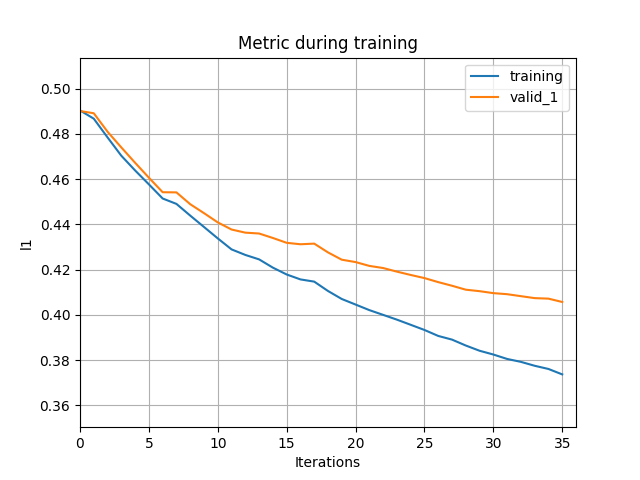 Metric during training
training
valid_1
0.50
0.48
0.46
0.44
0.42
0.40
0.38
0.36
l1
0 5 10 15 20 25 30 35
Iterations